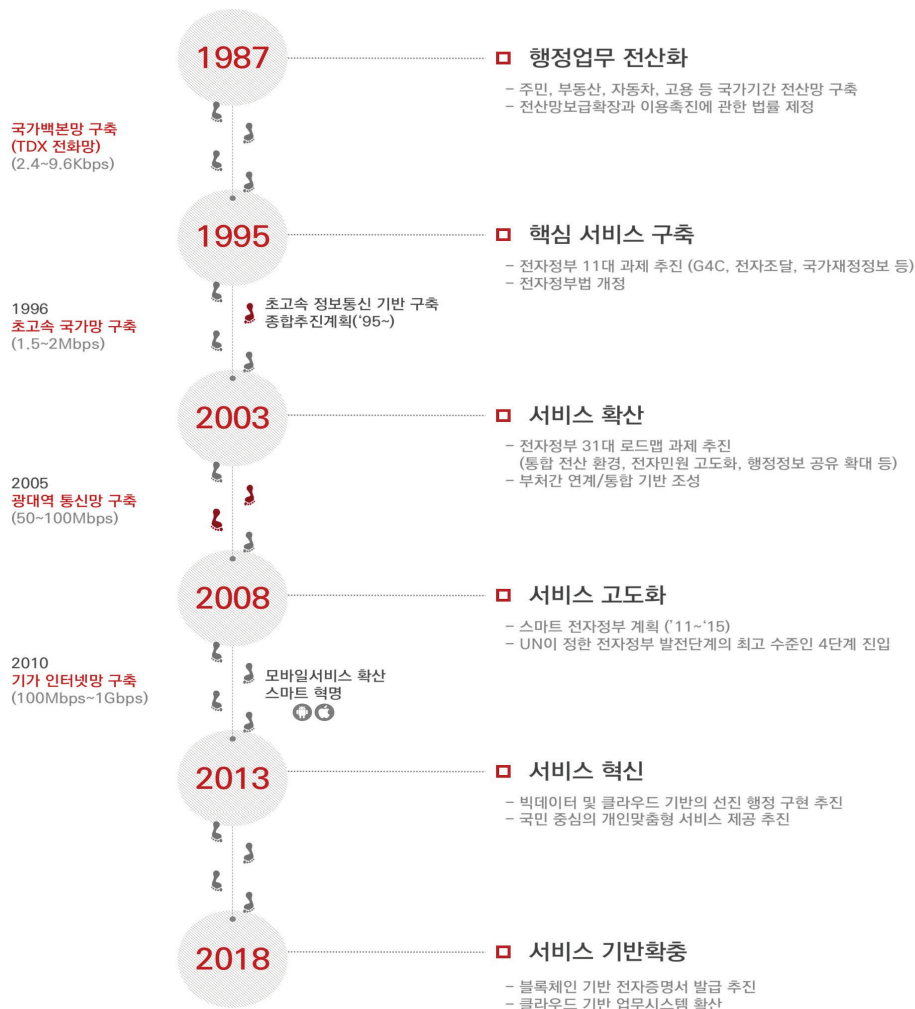 1987
행정업무 전산화
- 주민, 부동산, 자동차, 고용 등 국가기간 전산망 구축
- 전산망보급확장과 이용촉진에 관한 법률 제정
국가백본망 구축
(TDX 전화망)
(2.4~9.6Kbps)
1995
핵심 서비스 구축
- 전자정부 11대 과제 추진 (G4C, 전자조달, 국가재정정보 등)
- 전자정부법 개정
1996
초고속 국가망 구축
(1.5~2Mbps)
초고속 정보통신 기반 구축
종합추진계획(‘95~)
2003
서비스 확산
- 전자정부 31대 로드맵 과제 추진
(통합 전산 환경, 전자민원 고도화, 행정정보 공유 확대 등)
- 부처간 연계/통합 기반 조성
2005
광대역 통신망 구축
(50~100Mbps)
2008
서비스 고도화
- 스마트 전자정부 계획 (’11~‘15)
- UN이 정한 전자정부 발전단계의 최고 수준인 4단계 진입
2010
기가 인터넷망 구축
(100Mbps~1Gbps)
모바일서비스 확산
스마트 혁명
2013
서비스 혁신
- 빅데이터 및 클라우드 기반의 선진 행정 구현 추진
- 국민 중심의 개인맞춤형 서비스 제공 추진
2018
서비스 기반확충
- 블록체인 기반 전자증명서 발급 추진
- 클라우드 기반 업무시스템 확산